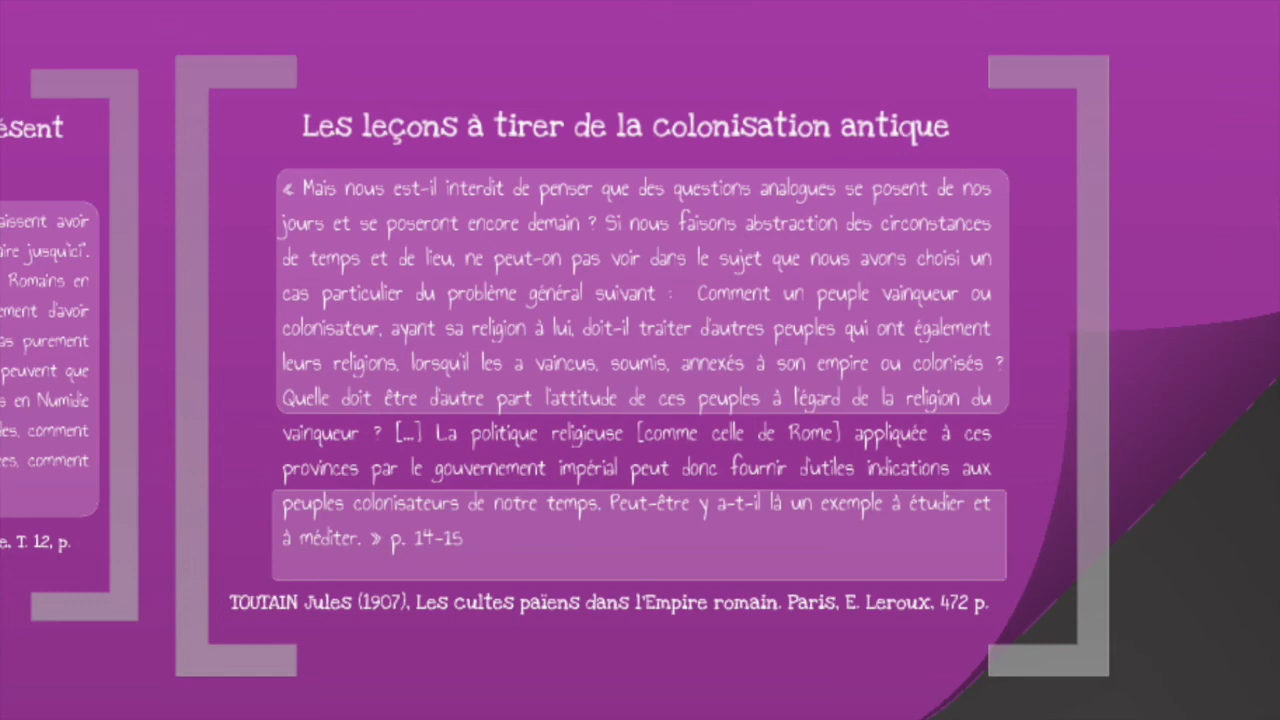 ésent
aissent avoir
aire jusqu'ici".
Romains en
ement d'avoir
as purement
peuvent que
s en Numidie
les, comment
es, comment
e. T. 12, p.
Les leçons à tirer de la colonisation antique
« Mais nous est-il interdit de penser que des questions analogues se posent de nos
jours et se poseront encore demain ? Si nous faisons abstraction des circonstances
de temps et de lieu, ne peut-on pas voir dans le sujet que nous avons choisi un
cas particulier du problème général suivant : Comment un peuple vainqueur ou
colonisateur, ayant sa religion à lui, doit-il traiter d'autres peuples qui ont également
leurs religions, lorsqu'il les a vaincus, soumis, annexés à son empire ou colonisés ?
Quelle doit être d'autre part l'attitude de ces peuples à l'égard de la religion du
vainqueur ? [...] La politique religieuse [comme celle de Rome] appliquée à ces
provinces par le gouvernement impérial peut donc fournir d'utiles indications aux
peuples colonisateurs de notre temps. Peut-être y a-t-il là un exemple à étudier et
à méditer. » p. 14-15
TOUTAIN Jules (1907), Les cultes païens dans l'Empire romain. Paris, E. Leroux, 472 p.